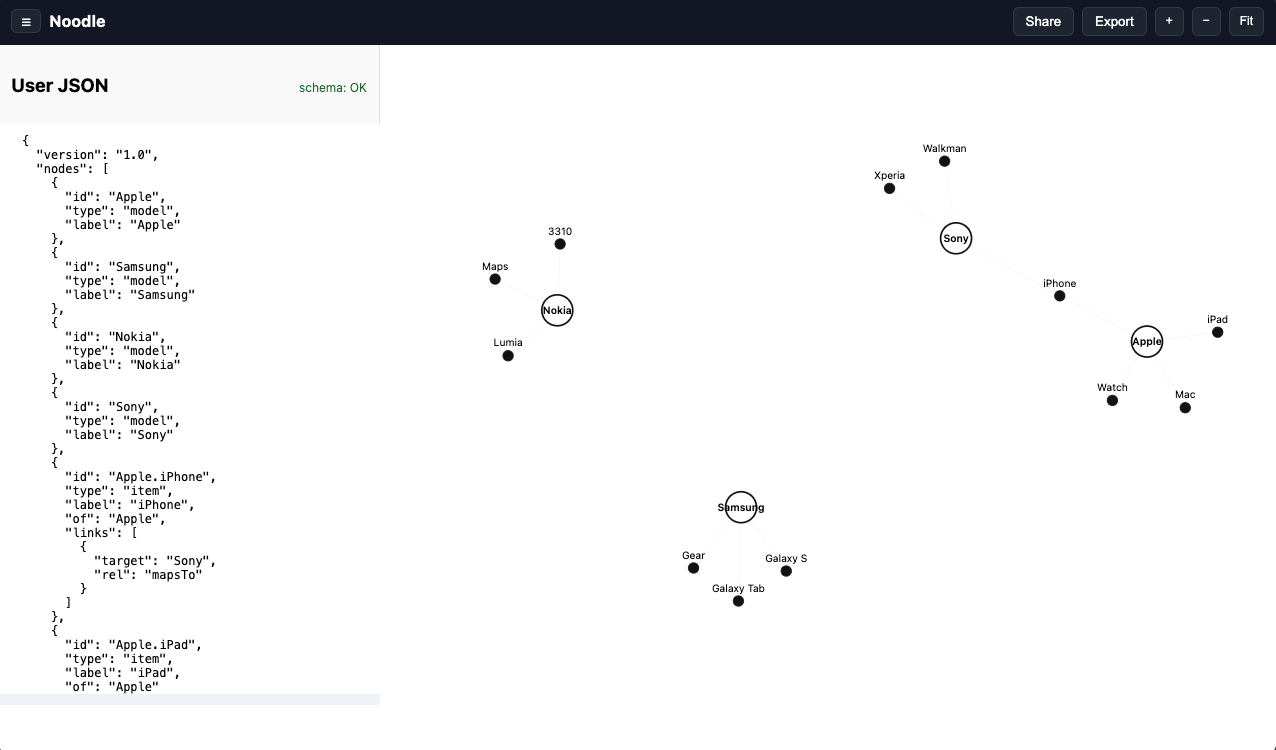 ≡ Noodle Share Export + − Fit
User JSON schema: OK
{
  "version": "1.0",
  "nodes": [
    {
      "id": "Apple",
      "type": "model",
      "label": "Apple"
    },
    {
      "id": "Samsung",
      "type": "model",
      "label": "Samsung"
    },
    {
      "id": "Nokia",
      "type": "model",
      "label": "Nokia"
    },
    {
      "id": "Sony",
      "type": "model",
      "label": "Sony"
    },
    {
      "id": "Apple.iPhone",
      "type": "item",
      "label": "iPhone",
      "of": "Apple",
      "links": [
        {
          "target": "Sony",
          "rel": "mapsTo"
        }
      ]
    },
    {
      "id": "Apple.iPad",
      "type": "item",
      "label": "iPad",
      "of": "Apple"
Walkman
Xperia
Sony
3310
Maps
Nokia
Lumia
iPhone
iPad
Apple
Watch
Mac
Samsung
Gear
Galaxy S
Galaxy Tab